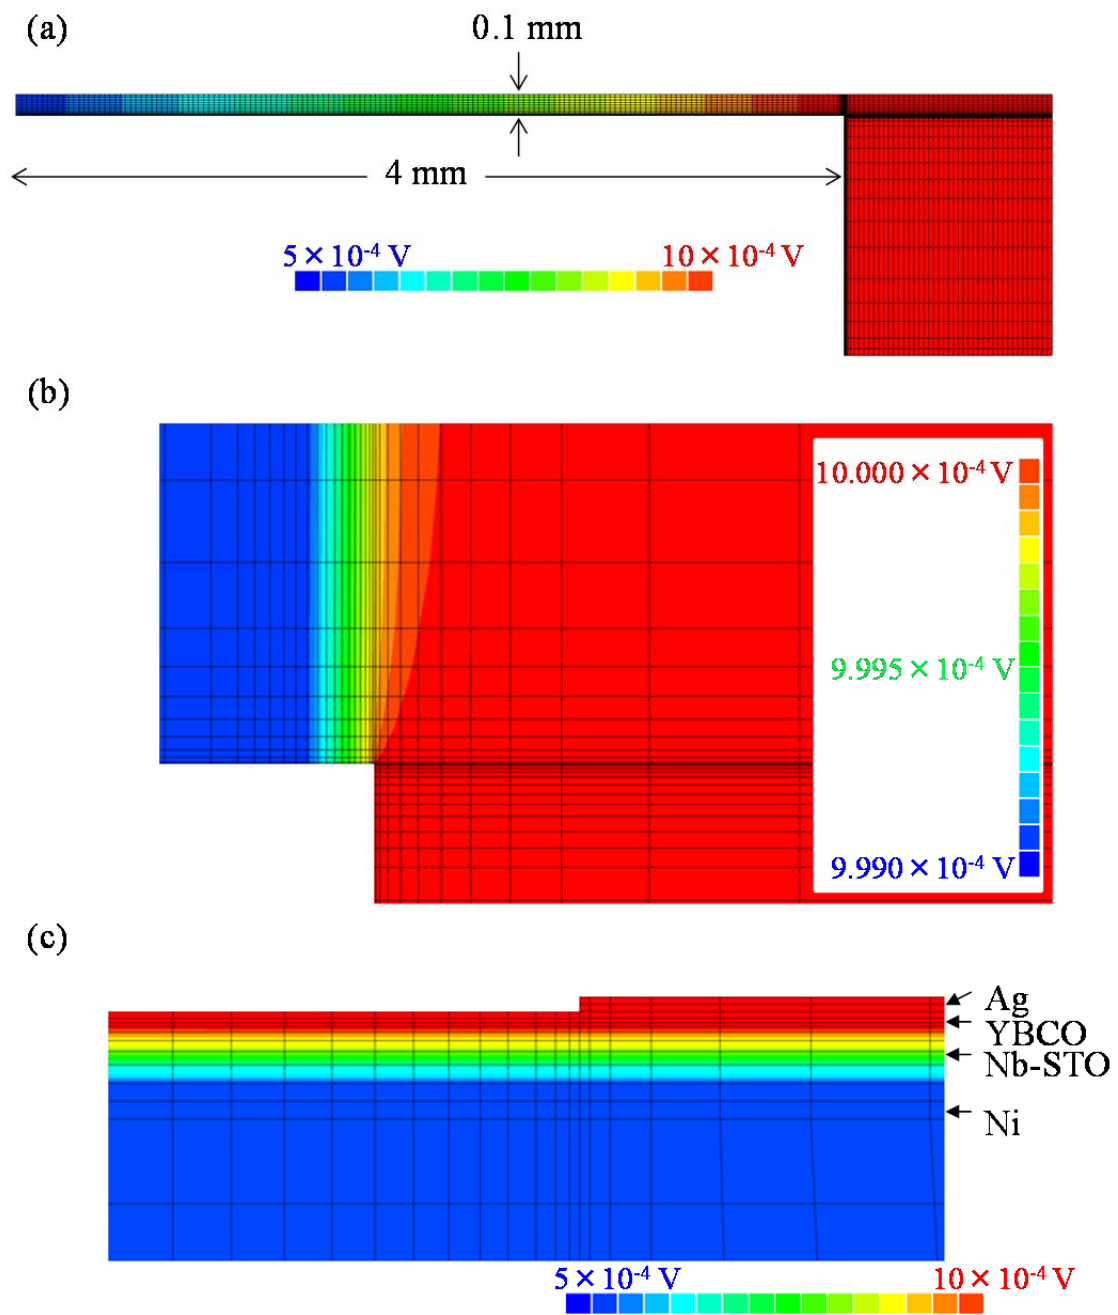 (a)
0.1 mm
4 mm
5×10⁻⁴ V
10×10⁻⁴ V
(b)
10.000×10⁻⁴ V
9.995×10⁻⁴ V
9.990×10⁻⁴ V
(c)
Ag
YBCO
Nb-STO
Ni
5×10⁻⁴ V
10×10⁻⁴ V